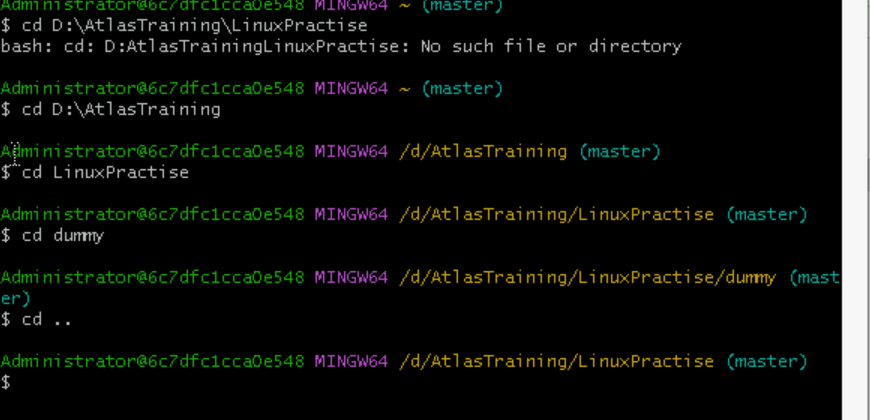 Administrator@6c7dfc1cca0e548 MINGW64 ~ (master)
$ cd D:\AtlasTraining\LinuxPractise
bash: cd: D:AtlasTrainingLinuxPractise: No such file or directory
Administrator@6c7dfc1cca0e548 MINGW64 ~ (master)
$ cd D:\AtlasTraining
Administrator@6c7dfc1cca0e548 MINGW64 /d/AtlasTraining (master)
$ cd LinuxPractise
Administrator@6c7dfc1cca0e548 MINGW64 /d/AtlasTraining/LinuxPractise (master)
$ cd dummy
Administrator@6c7dfc1cca0e548 MINGW64 /d/AtlasTraining/LinuxPractise/dummy (mast
er)
$ cd ..
Administrator@6c7dfc1cca0e548 MINGW64 /d/AtlasTraining/LinuxPractise (master)
$